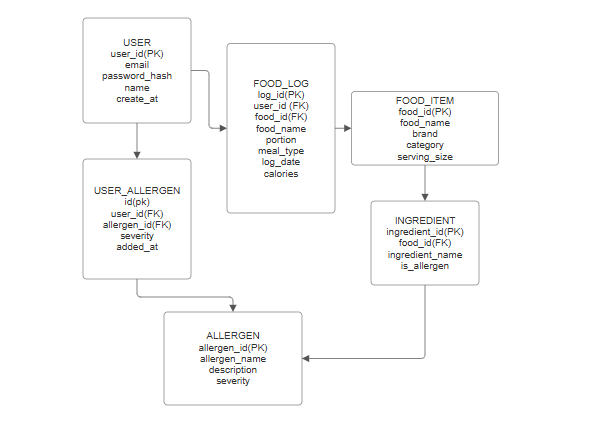 USER
user_id(PK)
email
password_hash
name
create_at
FOOD_LOG
log_id(PK)
user_id (FK)
food_id(FK)
food_name
portion
meal_type
log_date
calories
FOOD_ITEM
food_id(PK)
food_name
brand
category
serving_size
USER_ALLERGEN
id(pk)
user_id(FK)
allergen_id(FK)
severity
added_at
INGREDIENT
ingredient_id(PK)
food_id(FK)
ingredient_name
is_allergen
ALLERGEN
allergen_id(PK)
allergen_name
description
severity